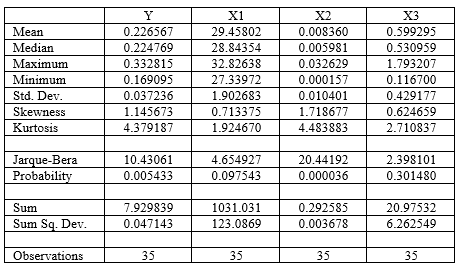 Y X1 X2 X3
Mean 0.226567 29.45802 0.008360 0.599295
Median 0.224769 28.84354 0.005981 0.530959
Maximum 0.332815 32.82638 0.032629 1.793207
Minimum 0.169095 27.33972 0.000157 0.116700
Std. Dev. 0.037236 1.902683 0.010401 0.429177
Skewness 1.145673 0.713375 1.718677 0.624659
Kurtosis 4.379187 1.924670 4.483883 2.710837
Jarque-Bera 10.43061 4.654927 20.44192 2.398101
Probability 0.005433 0.097543 0.000036 0.301480
Sum 7.929839 1031.031 0.292585 20.97532
Sum Sq. Dev. 0.047143 123.0869 0.003678 6.262549
Observations 35 35 35 35